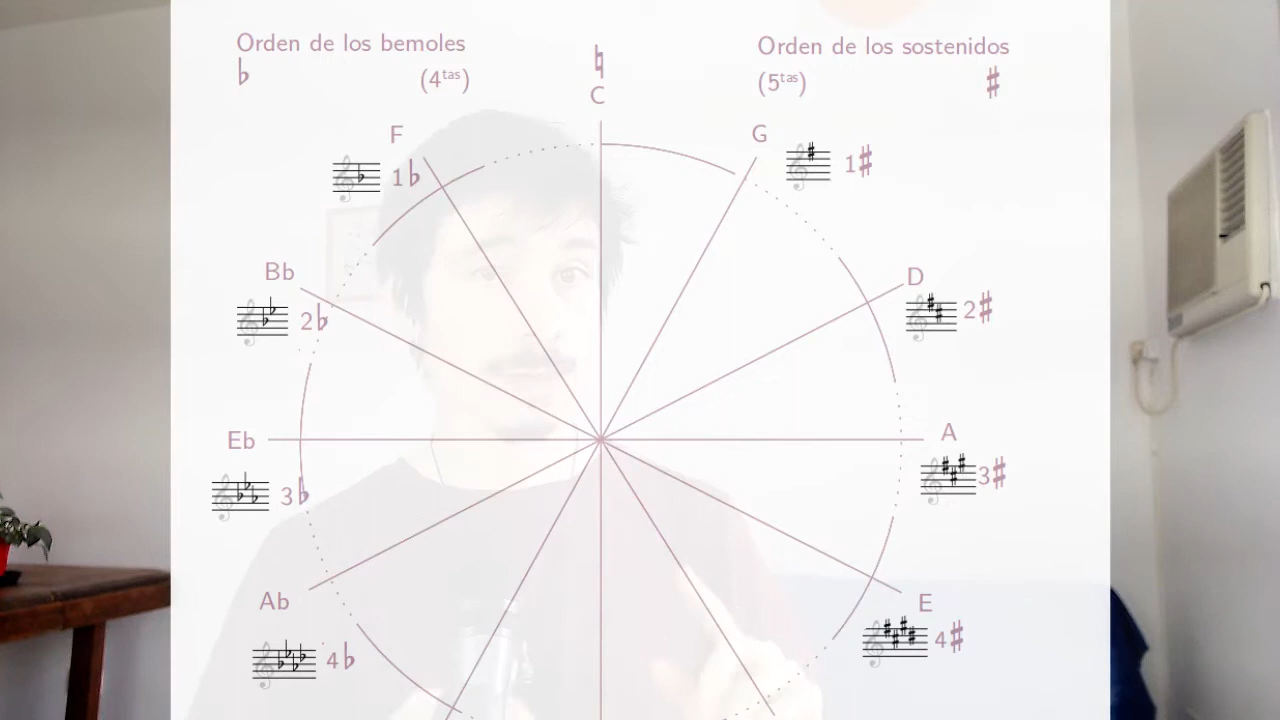 Orden de los bemoles
♭
(4tas)
♮
C
Orden de los sostenidos
(5tas)
♯
F
1♭
G
1♯
Bb
2♭
D
2♯
Eb
3♭
A
3♯
Ab
4♭
E
4♯